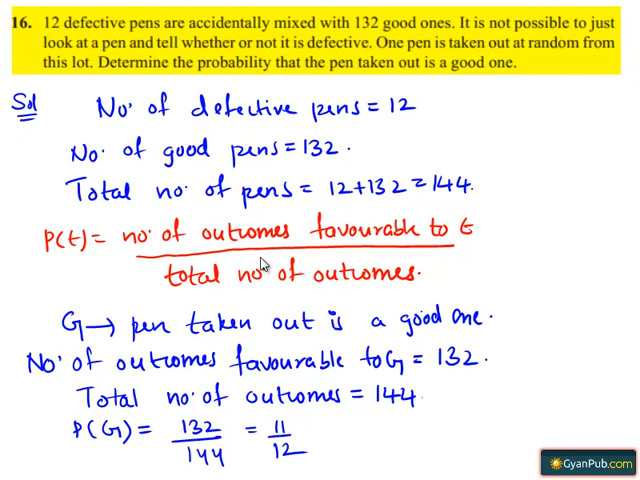 16. 12 defective pens are accidentally mixed with 132 good ones. It is not possible to just
look at a pen and tell whether or not it is defective. One pen is taken out at random from
this lot. Determine the probability that the pen taken out is a good one.
Sol No. of defective pens = 12
No. of good pens = 132.
Total no. of pens = 12+132 = 144.
P(E) = no. of outcomes favourable to E
total no. of outcomes.
G → pen taken out is a good one.
No. of outcomes favourable to G = 132.
Total no. of outcomes = 144.
P(G) = 132/144 = 11/12
GyanPub.com